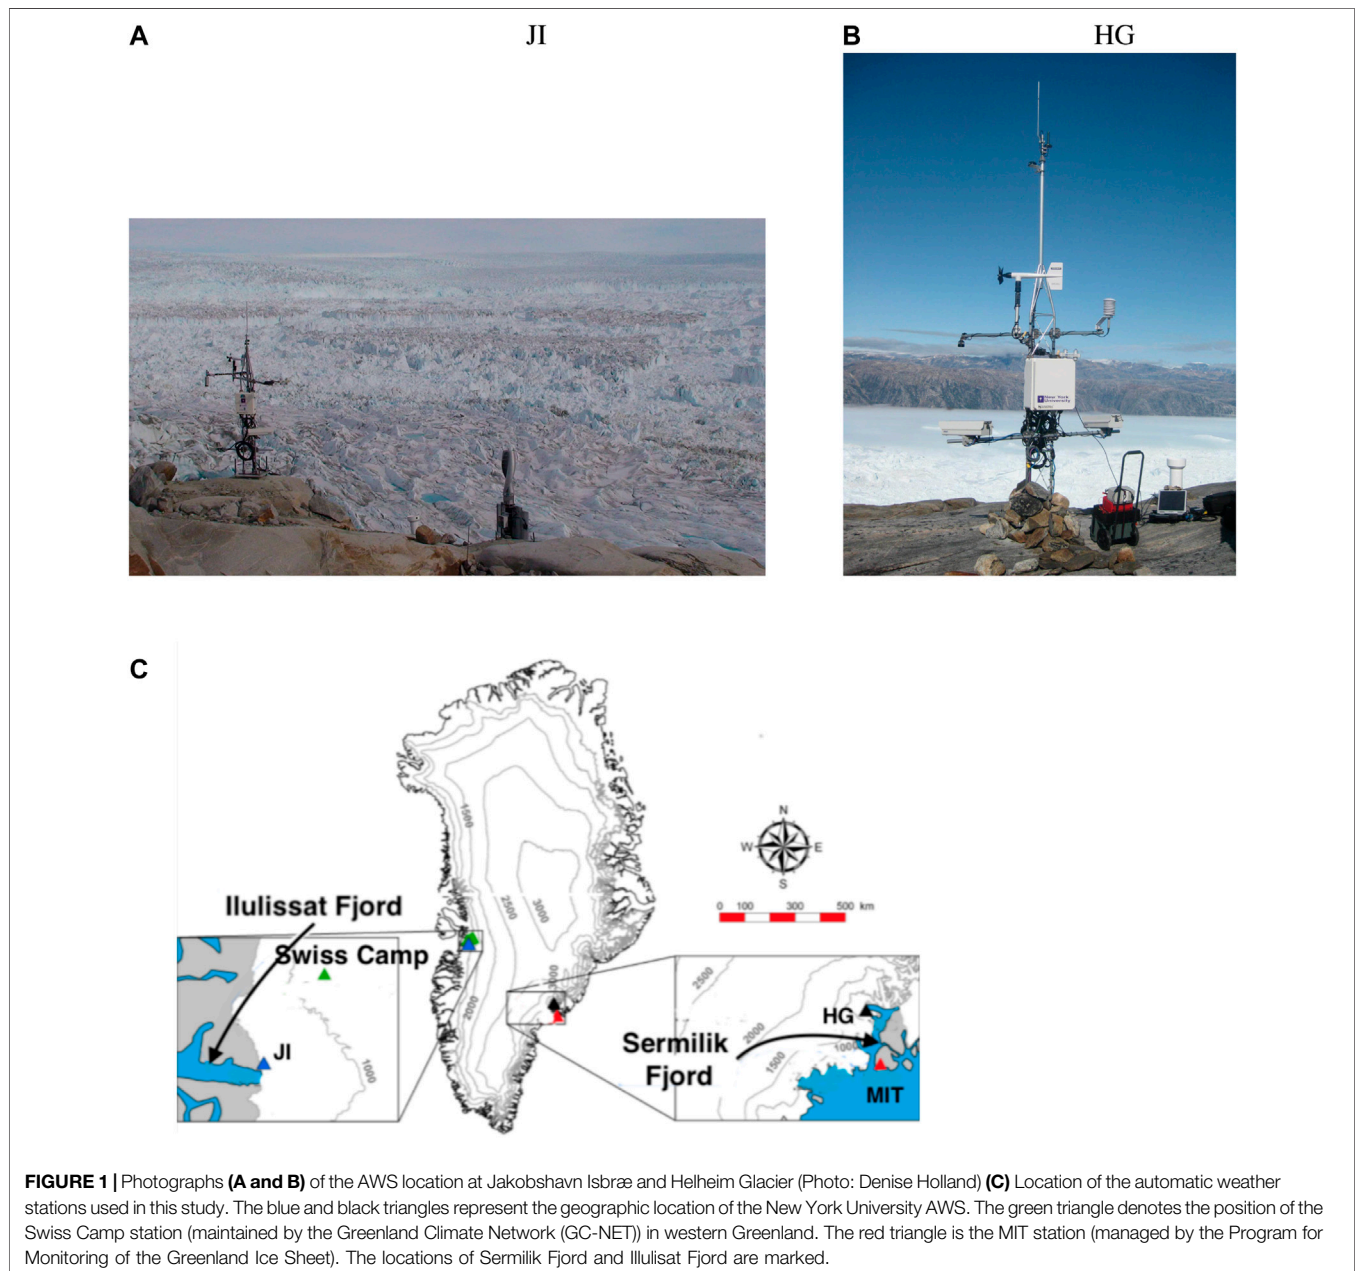 A
JI
B
HG
New York
University
C
N
W
E
S
0 100 300 500 km
1500
2500
3000
2000
3000
Ilulissat Fjord
Swiss Camp
JI
1000
2500
2000
1500
1000
HG
Sermilik
Fjord
MIT
FIGURE 1 | Photographs (A and B) of the AWS location at Jakobshavn Isbræ and Helheim Glacier (Photo: Denise Holland) (C) Location of the automatic weather
stations used in this study. The blue and black triangles represent the geographic location of the New York University AWS. The green triangle denotes the position of the
Swiss Camp station (maintained by the Greenland Climate Network (GC-NET)) in western Greenland. The red triangle is the MIT station (managed by the Program for
Monitoring of the Greenland Ice Sheet). The locations of Sermilik Fjord and Illulisat Fjord are marked.